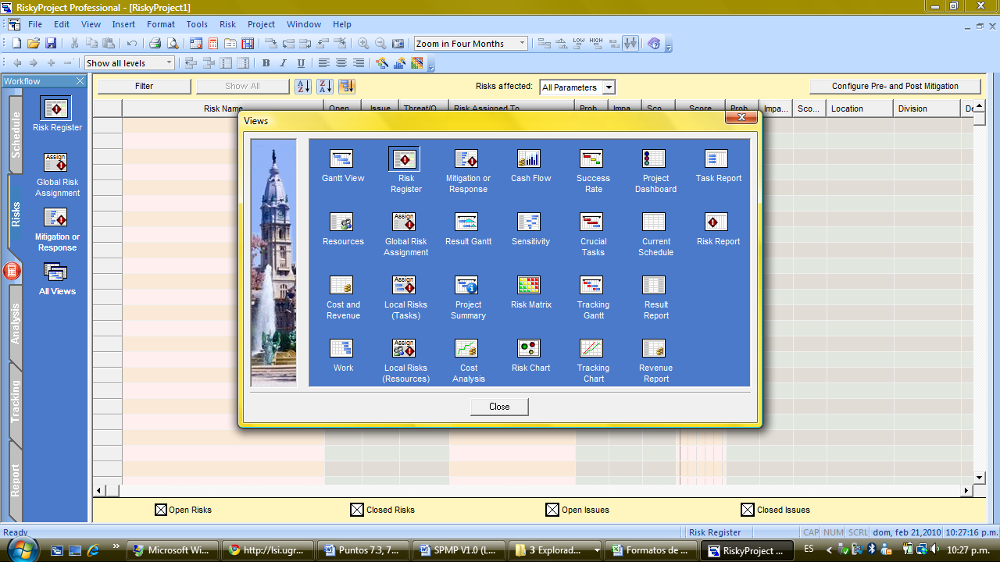 RiskyProject Professional - [RiskyProject1]
File Edit View Insert Format Tools Risk Project Window Help
Zoom in Four Months
LOW HIGH
Show all levels
B I U
Workflow
Filter Show All A Z Z A Risks affected: All Parameters Configure Pre- and Post Mitigation
Risk Name Open Issue Threat/O Risk Assigned To Prob Impa Sco Score Prob Impa... Sco... Location Division De
Schedule
Risks
Analysis
Tracking
Report
Risk Register
Assign
Global Risk
Assignment
Mitigation or
Response
All Views
Views
Gantt View
Risk
Register
Mitigation or
Response
Cash Flow
Success
Rate
Project
Dashboard
Task Report
Resources
Assign
Global Risk
Assignment
Result Gantt
Sensitivity
Crucial
Tasks
Current
Schedule
Risk Report
Cost and
Revenue
Assign
Local Risks
(Tasks)
Project
Summary
Risk Matrix
Tracking
Gantt
Result
Report
Work
Assign
Local Risks
(Resources)
Cost
Analysis
Risk Chart
Tracking
Chart
Revenue
Report
Close
Open Risks Closed Risks Open Issues Closed Issues
Ready Risk Register CAP NUM SCRL dom, feb 21,2010 10:27:16 p.m.
» Microsoft Wi... http://lsi.ugr... Puntos 7.3, 7... SPMP V1.0 (L... 3 Explorad... Formatos de ... RiskyProject ... ES 10:27 p.m.